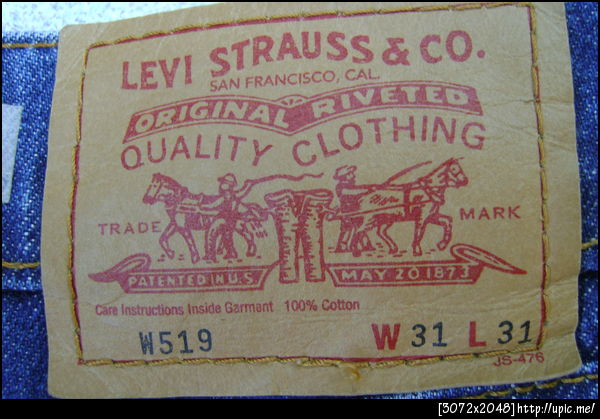 LEVI STRAUSS & CO.
SAN FRANCISCO, CAL.
ORIGINAL RIVETED
QUALITY CLOTHING
TRADE MARK
PATENTED IN U.S. MAY 20 1873
Care Instructions Inside Garment 100% Cotton
W519 W 31 L 31
JS-476
[3072x2048]http://upic.me/